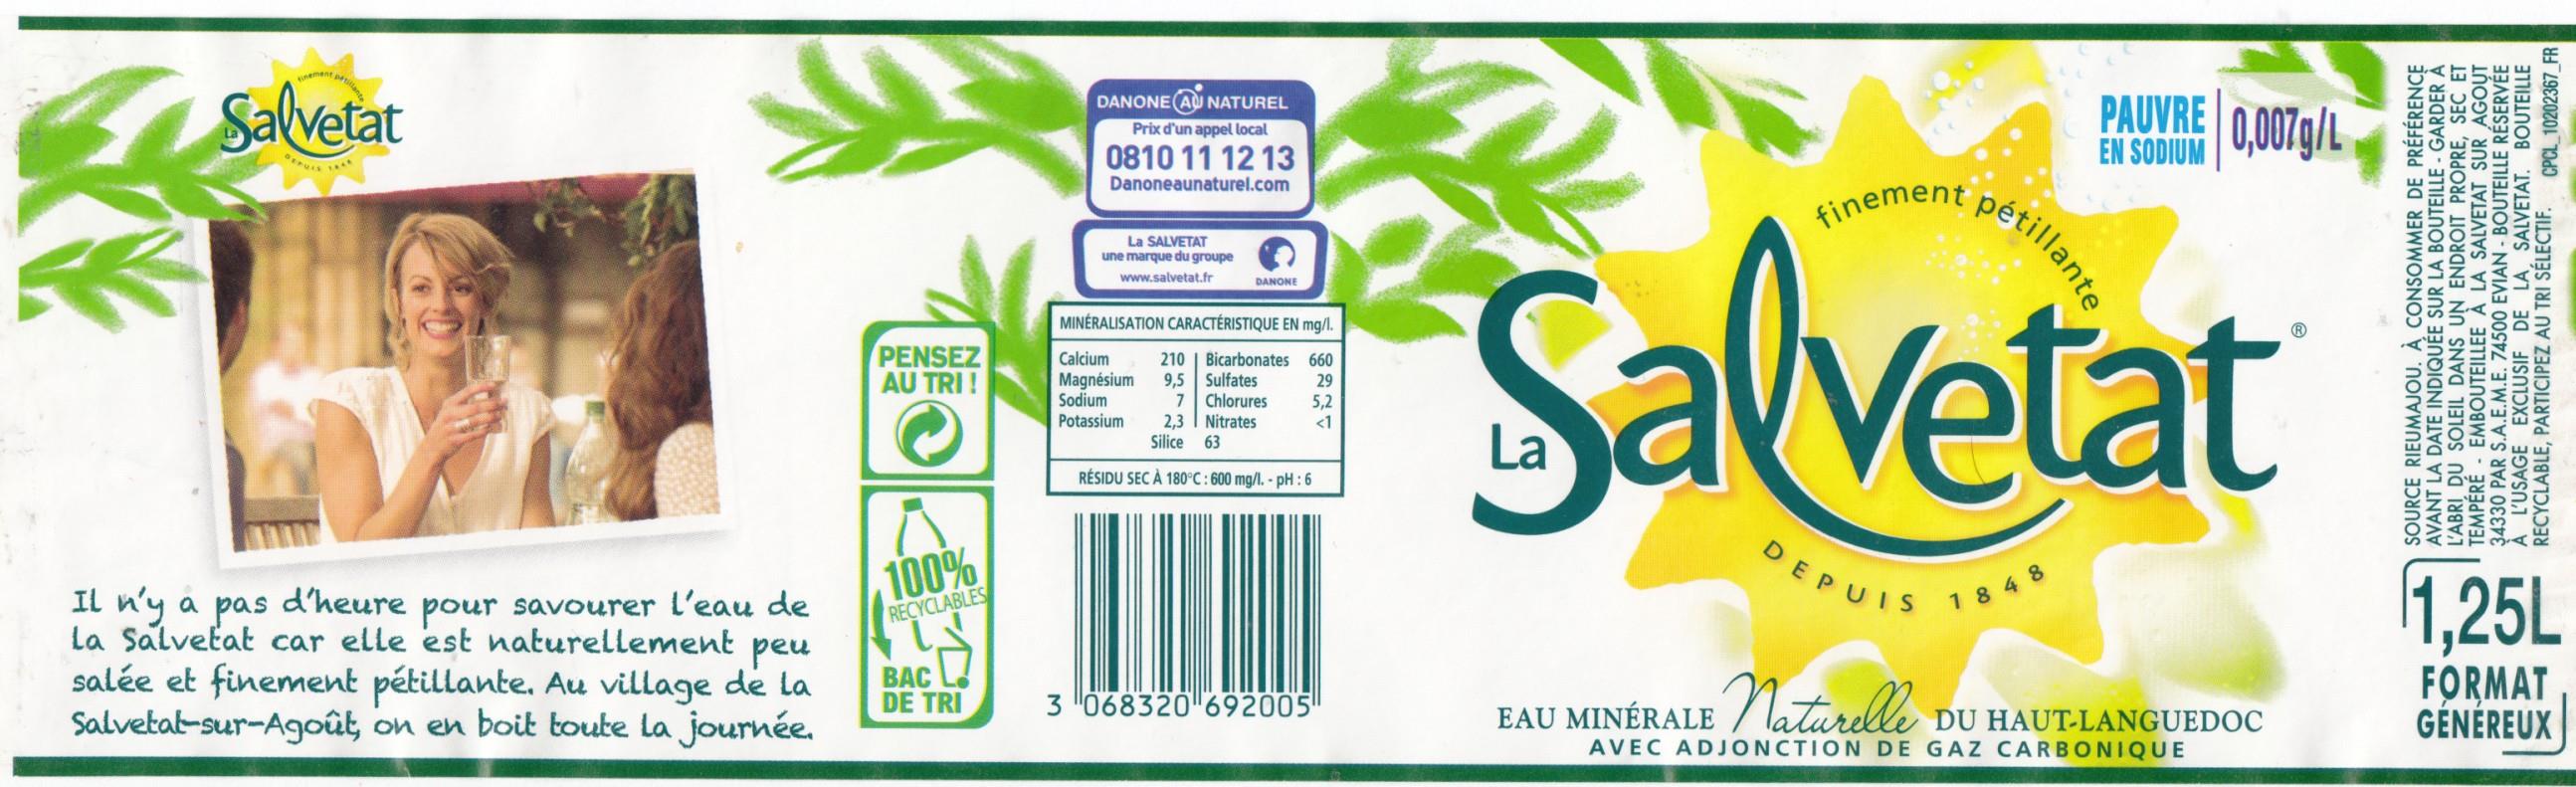 finement pétillante
La Salvetat
DEPUIS 1848
Il n'y a pas d'heure pour savourer l'eau de
la Salvetat car elle est naturellement peu
salée et finement pétillante. Au village de la
Salvetat-sur-Agoût, on en boit toute la journée.
PENSEZ
AU TRI !
100%
RECYCLABLES
BAC
DE TRI
DANONE AU NATUREL
Prix d'un appel local
0810 11 12 13
Danoneaunaturel.com
La SALVETAT
une marque du groupe
www.salvetat.fr
DANONE
MINÉRALISATION CARACTÉRISTIQUE EN mg/l.
Calcium 210 Bicarbonates 660
Magnésium 9,5 Sulfates 29
Sodium 7 Chlorures 5,2
Potassium 2,3 Nitrates <1
Silice 63
RÉSIDU SEC À 180°C : 600 mg/l. - pH : 6
3 068320 692005
finement pétillante
La Salvetat®
DEPUIS 1848
EAU MINÉRALE Naturelle DU HAUT-LANGUEDOC
AVEC ADJONCTION DE GAZ CARBONIQUE
PAUVRE
EN SODIUM
0,007g/L
SOURCE RIEUMAJOU. À CONSOMMER DE PRÉFÉRENCE
AVANT LA DATE INDIQUÉE SUR LA BOUTEILLE - GARDER À
L'ABRI DU SOLEIL DANS UN ENDROIT PROPRE, SEC ET
TEMPÉRÉ - EMBOUTEILLÉE À LA SALVETAT SUR AGOUT
34330 PAR S.A.E.M.E. 74500 EVIAN - BOUTEILLE RÉSERVÉE
À L'USAGE EXCLUSIF DE LA SALVETAT. BOUTEILLE
RECYCLABLE, PARTICIPEZ AU TRI SÉLECTIF. CPCL_10202367_FR
1,25L
FORMAT
GÉNÉREUX